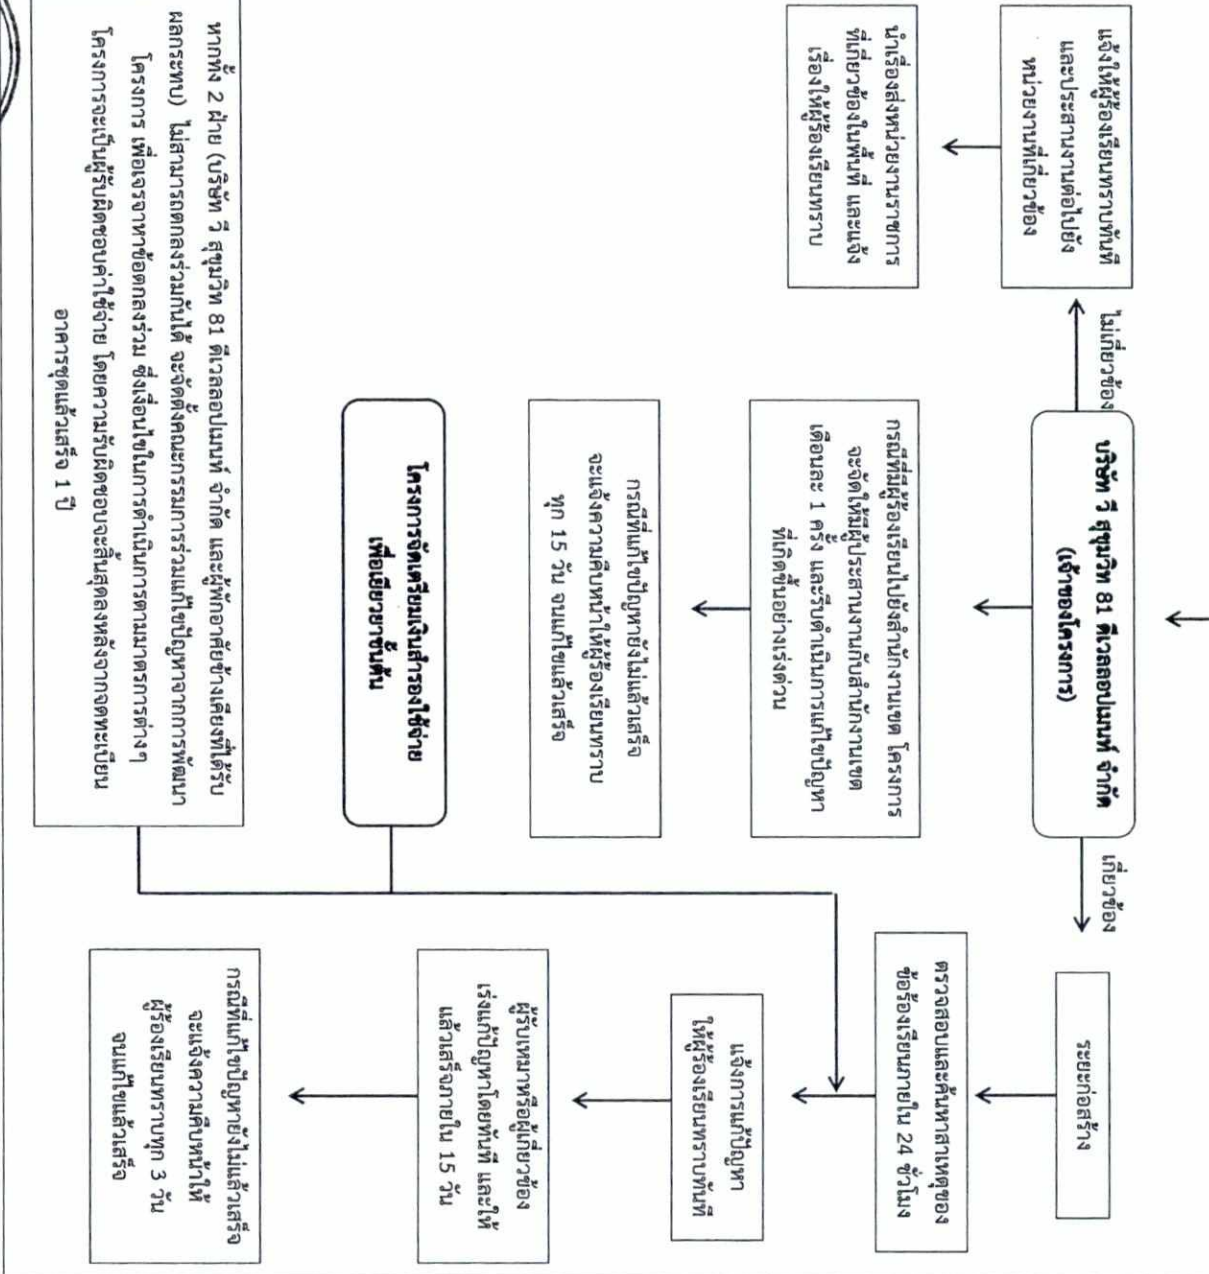 บริษัท วี สุขุมวิท 81 ดีเวลลอปเมนท์ จำกัด
(เจ้าของโครงการ)
ไม่เกี่ยวข้อง
เกี่ยวข้อง
แจ้งให้ผู้ร้องเรียนทราบทันที
และประสานงานต่อไปยัง
หน่วยงานที่เกี่ยวข้อง
นำเรื่องส่งหน่วยงานราชการ
ที่เกี่ยวข้องในพื้นที่ และแจ้ง
เรื่องให้ผู้ร้องเรียนทราบ
กรณีที่มีผู้ร้องเรียนไปยังสำนักงานเขต โครงการ
จะจัดให้มีผู้ประสานงานกับสำนักงานเขต
เดือนละ 1 ครั้ง และรีบดำเนินการแก้ไขปัญหา
ที่เกิดขึ้นอย่างเร่งด่วน
กรณีที่แก้ไขปัญหายังไม่แล้วเสร็จ
จะแจ้งความคืบหน้าให้ผู้ร้องเรียนทราบ
ทุก 15 วัน จนแก้ไขแล้วเสร็จ
ระยะก่อสร้าง
ตรวจสอบและค้นหาสาเหตุของ
ข้อร้องเรียนภายใน 24 ชั่วโมง
แจ้งการแก้ปัญหา
ให้ผู้ร้องเรียนทราบทันที
ผู้รับเหมาหรือผู้เกี่ยวข้อง
เร่งแก้ปัญหาโดยทันที และให้
แล้วเสร็จภายใน 15 วัน
กรณีที่แก้ไขปัญหายังไม่แล้วเสร็จ
จะแจ้งความคืบหน้าให้
ผู้ร้องเรียนทราบทุก 3 วัน
จนแก้ไขแล้วเสร็จ
โครงการจัดเตรียมเงินสำรองใช้จ่าย
เพื่อเยียวยาขั้นต้น
หากทั้ง 2 ฝ่าย (บริษัท วี สุขุมวิท 81 ดีเวลลอปเมนท์ จำกัด และผู้พักอาศัยข้างเคียงที่ได้รับ
ผลกระทบ) ไม่สามารถตกลงร่วมกันได้ จะจัดตั้งคณะกรรมการร่วมแก้ไขปัญหาจากการพัฒนา
โครงการ เพื่อเจรจาหาข้อตกลงร่วม ซึ่งเงื่อนไขในการดำเนินการตามมาตรการต่างๆ
โครงการจะเป็นผู้รับผิดชอบค่าใช้จ่าย โดยความรับผิดชอบจะสิ้นสุดลงหลังจากจดทะเบียน
อาคารชุดแล้วเสร็จ 1 ปี